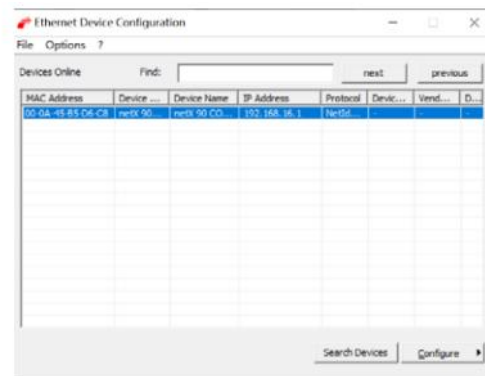 Ethernet Device Configuration
File Options ?
Devices Online Find: next previous
MAC Address Device ... Device Name IP Address Protocol Devic... Vend... D...
00-0A-45-B5-D6-C8 netX 90... netX 90 CO... 192.168.16.1 NetId... - - -
Search Devices Configure